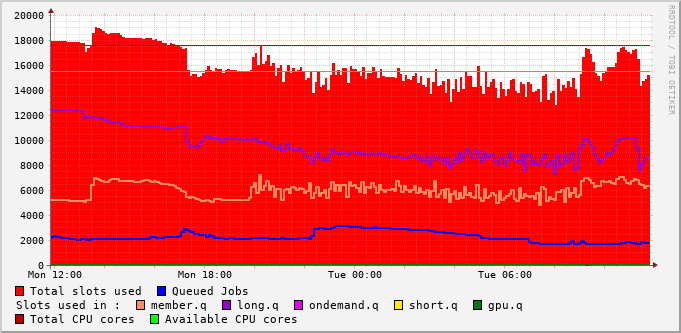 RRDTOOL / TOBI OETIKER
20000
18000
16000
14000
12000
10000
8000
6000
4000
2000
0
Mon 12:00 Mon 18:00 Tue 00:00 Tue 06:00
Total slots used Queued Jobs
Slots used in : member.q long.q ondemand.q short.q gpu.q
Total CPU cores Available CPU cores